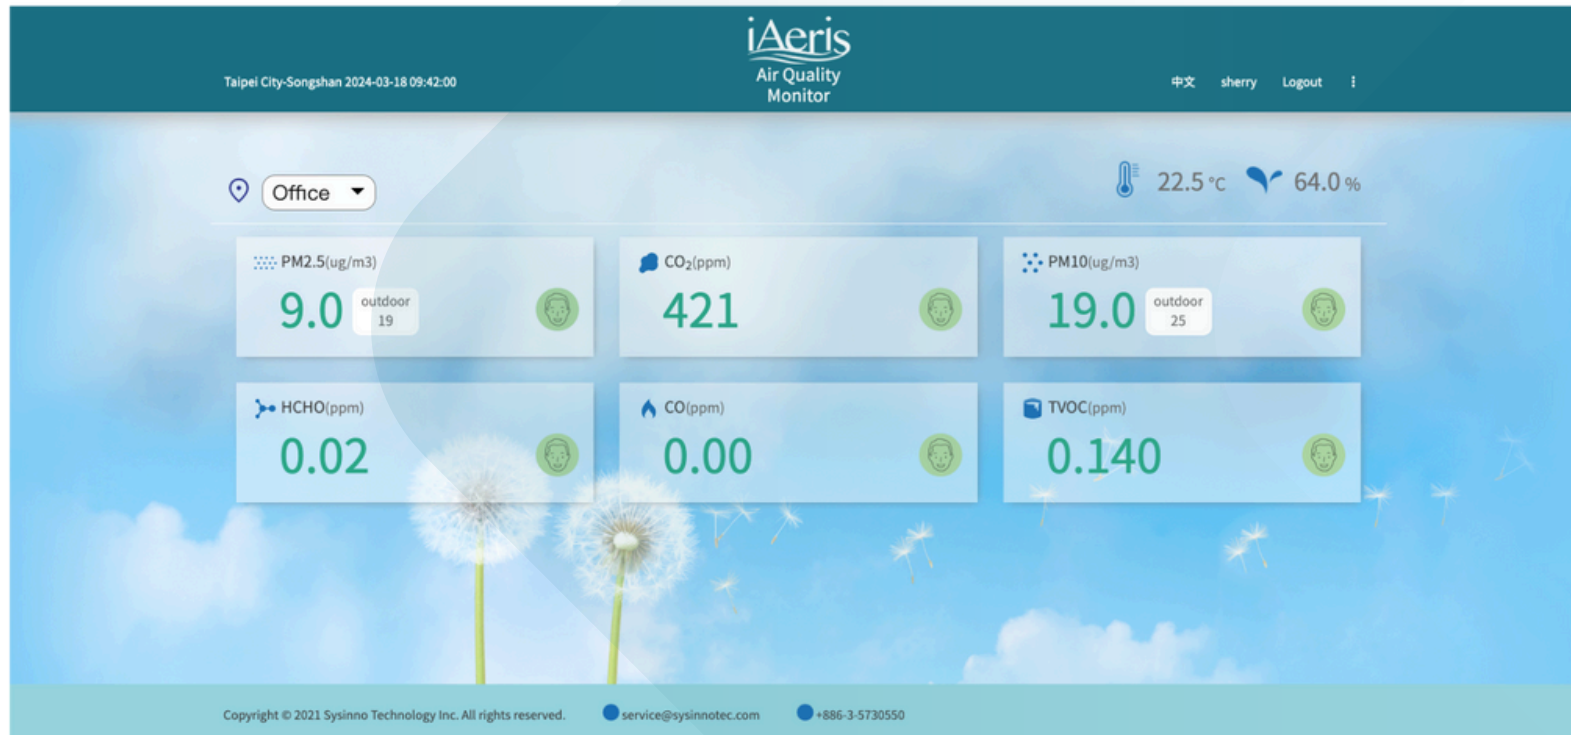 iAeris
Air Quality
Monitor
Taipei City-Songshan 2024-03-18 09:42:00
中文 sherry Logout
Office
22.5 °C 64.0 %
PM2.5(ug/m3)
9.0
outdoor
19
CO₂(ppm)
421
PM10(ug/m3)
19.0
outdoor
25
HCHO(ppm)
0.02
CO(ppm)
0.00
TVOC(ppm)
0.140
Copyright © 2021 Sysinno Technology Inc. All rights reserved. service@sysinnotec.com +886-3-5730550